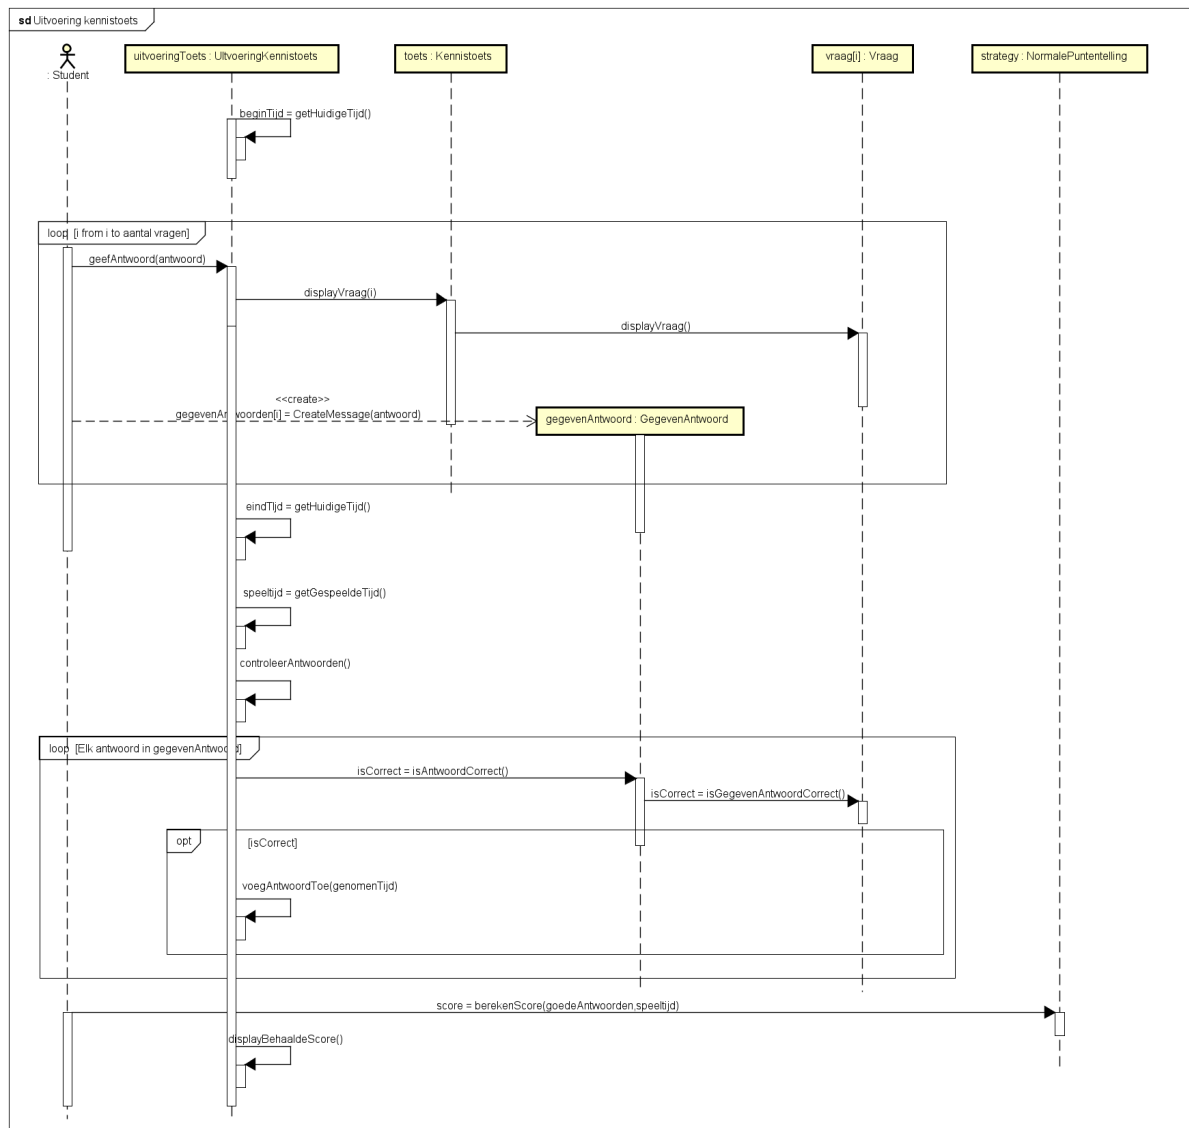 sd Uitvoering kennistoets
: Student
uitvoeringToets : UItvoeringKennistoets
toets : Kennistoets
vraag[i] : Vraag
strategy : NormalePuntentelling
beginTijd = getHuidigeTijd()
loop [i from i to aantal vragen]
geefAntwoord(antwoord)
displayVraag(i)
displayVraag()
<<create>>
gegevenAntwoorden[i] = CreateMessage(antwoord)
gegevenAntwoord : GegevenAntwoord
eindTIjd = getHuidigeTijd()
speeltijd = getGespeeldeTijd()
controleerAntwoorden()
loop [Elk antwoord in gegevenAntwoord]
isCorrect = isAntwoordCorrect()
isCorrect = isGegevenAntwoordCorrect()
opt [isCorrect]
voegAntwoordToe(genomenTijd)
score = berekenScore(goedeAntwoorden,speeltijd)
displayBehaaldeScore()